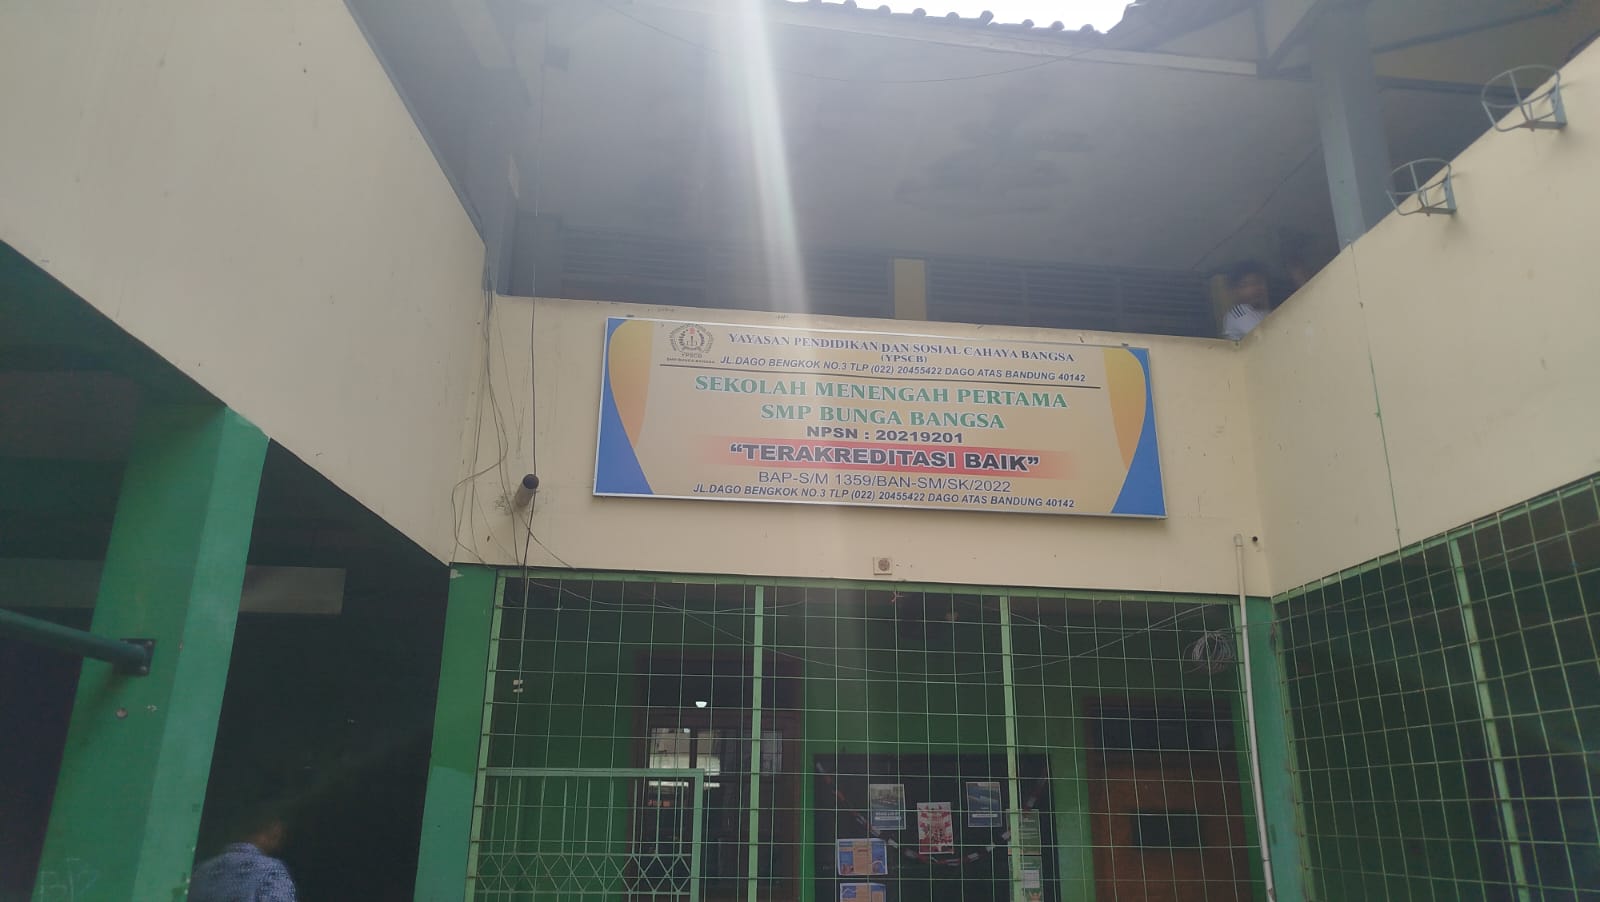 YAYASAN PENDIDIKAN DAN SOSIAL CAHAYA BANGSA
(YPSCB)
JL.DAGO BENGKOK NO.3 TLP (022) 20455422 DAGO ATAS BANDUNG 40142
YPSCB
SEKOLAH MENENGAH PERTAMA
SMP BUNGA BANGSA
NPSN : 20219201
“TERAKREDITASI BAIK”
BAP-S/M 1359/BAN-SM/SK/2022
JL.DAGO BENGKOK NO.3 TLP (022) 20455422 DAGO ATAS BANDUNG 40142